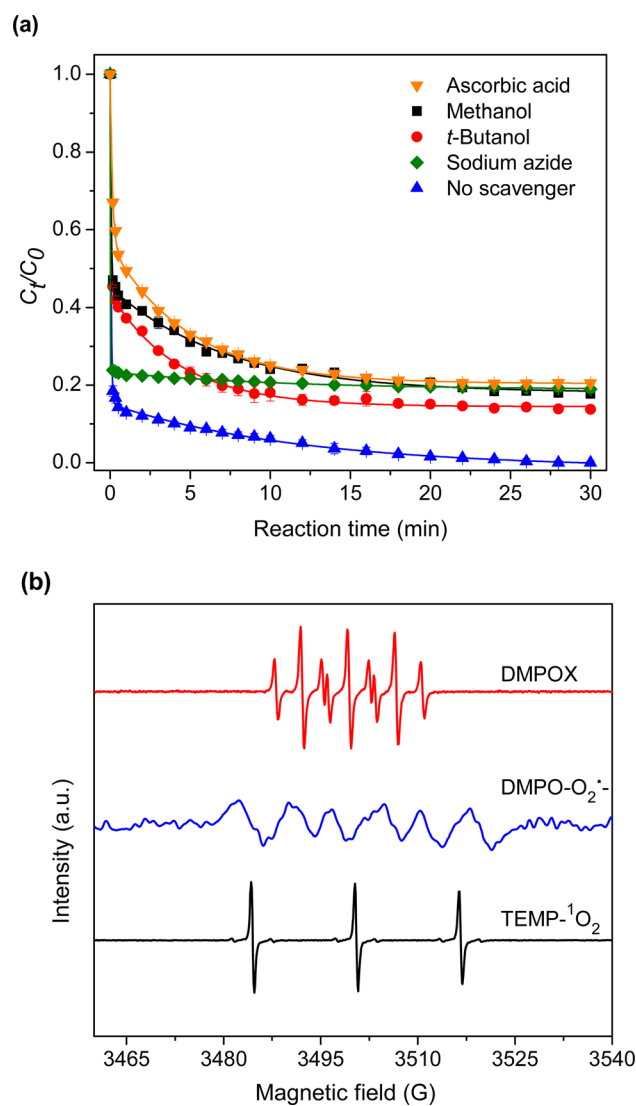 (a)
1.0
0.8
0.6
0.4
0.2
0.0
Cₜ/C₀
Ascorbic acid
Methanol
t-Butanol
Sodium azide
No scavenger
0 5 10 15 20 25 30
Reaction time (min)
(b)
Intensity (a.u.)
DMPOX
DMPO-O₂˙-
TEMP-¹O₂
3465 3480 3495 3510 3525 3540
Magnetic field (G)